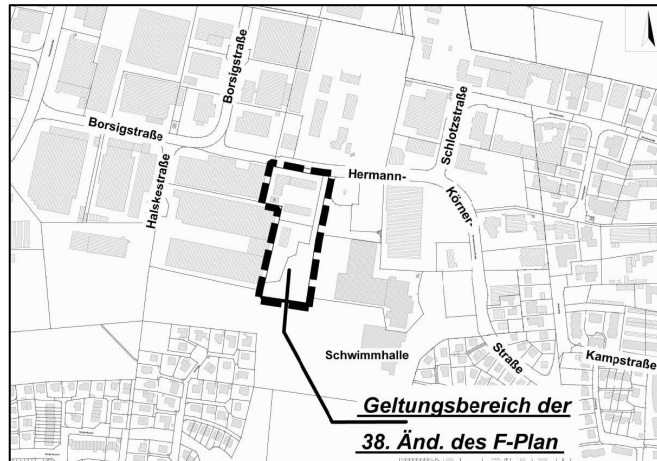 Borsigstraße
Borsigstraße
Halskestraße
Schlotzstraße
Hermann-
Körner-
Straße
Kampstraße
Schwimmhalle
Geltungsbereich der
38. Änd. des F-Plan